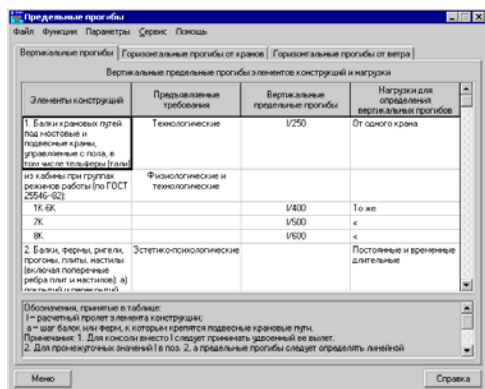 Предельные прогибы
Файл Функции Параметры Сервис Помощь
Вертикальные прогибы Горизонтальные прогибы от кранов Горизонтальные прогибы от ветра
Вертикальные предельные прогибы элементов конструкций и нагрузки
Элементы конструкций
Предъявляемые
требования
Вертикальные
предельные прогибы
Нагрузки для
определения
вертикальных прогибов
1. Балки крановых путей
под мостовые и
подвесные краны,
управляемые с пола, в
том числе тельферы (тали)
Технологические
l/250
От одного крана
из кабины при группах
режимов работы (по ГОСТ
25546-82):
Физиологические и
технологические
1К-6К
l/400
То же
7К
l/500
<
8К
l/600
<
2. Балки, фермы, ригели,
прогоны, плиты, настилы
(включая поперечные
ребра плит и настилов): а)
покрытий и перекрытий
Эстетико-психологические
Постоянные и временные
длительные
Обозначения, принятые в таблице:
l – расчетный пролет элемента конструкции;
a – шаг балок или ферм, к которым крепятся подвесные крановые пути.
Примечания: 1. Для консоли вместо l следует принимать удвоенный ее вылет.
2. Для промежуточных значений l в поз. 2, а предельные прогибы следует определять линейной
Меню
Справка